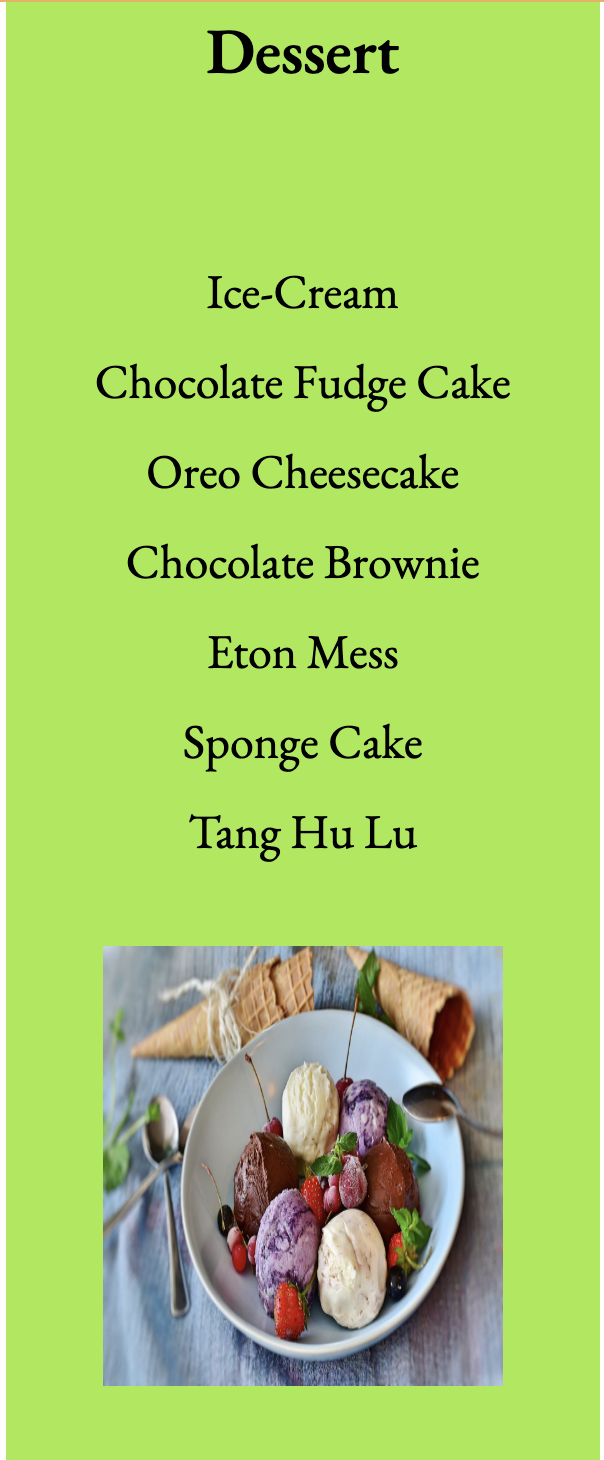 Dessert
Ice-Cream
Chocolate Fudge Cake
Oreo Cheesecake
Chocolate Brownie
Eton Mess
Sponge Cake
Tang Hu Lu